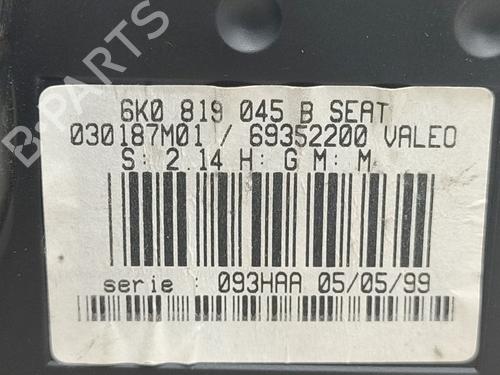 B-PARTS
6K0 819 045 B SEAT
030187M01 / 69352200 VALEO
S: 2.14 H: G M: M
serie : 093HAA 05/05/99